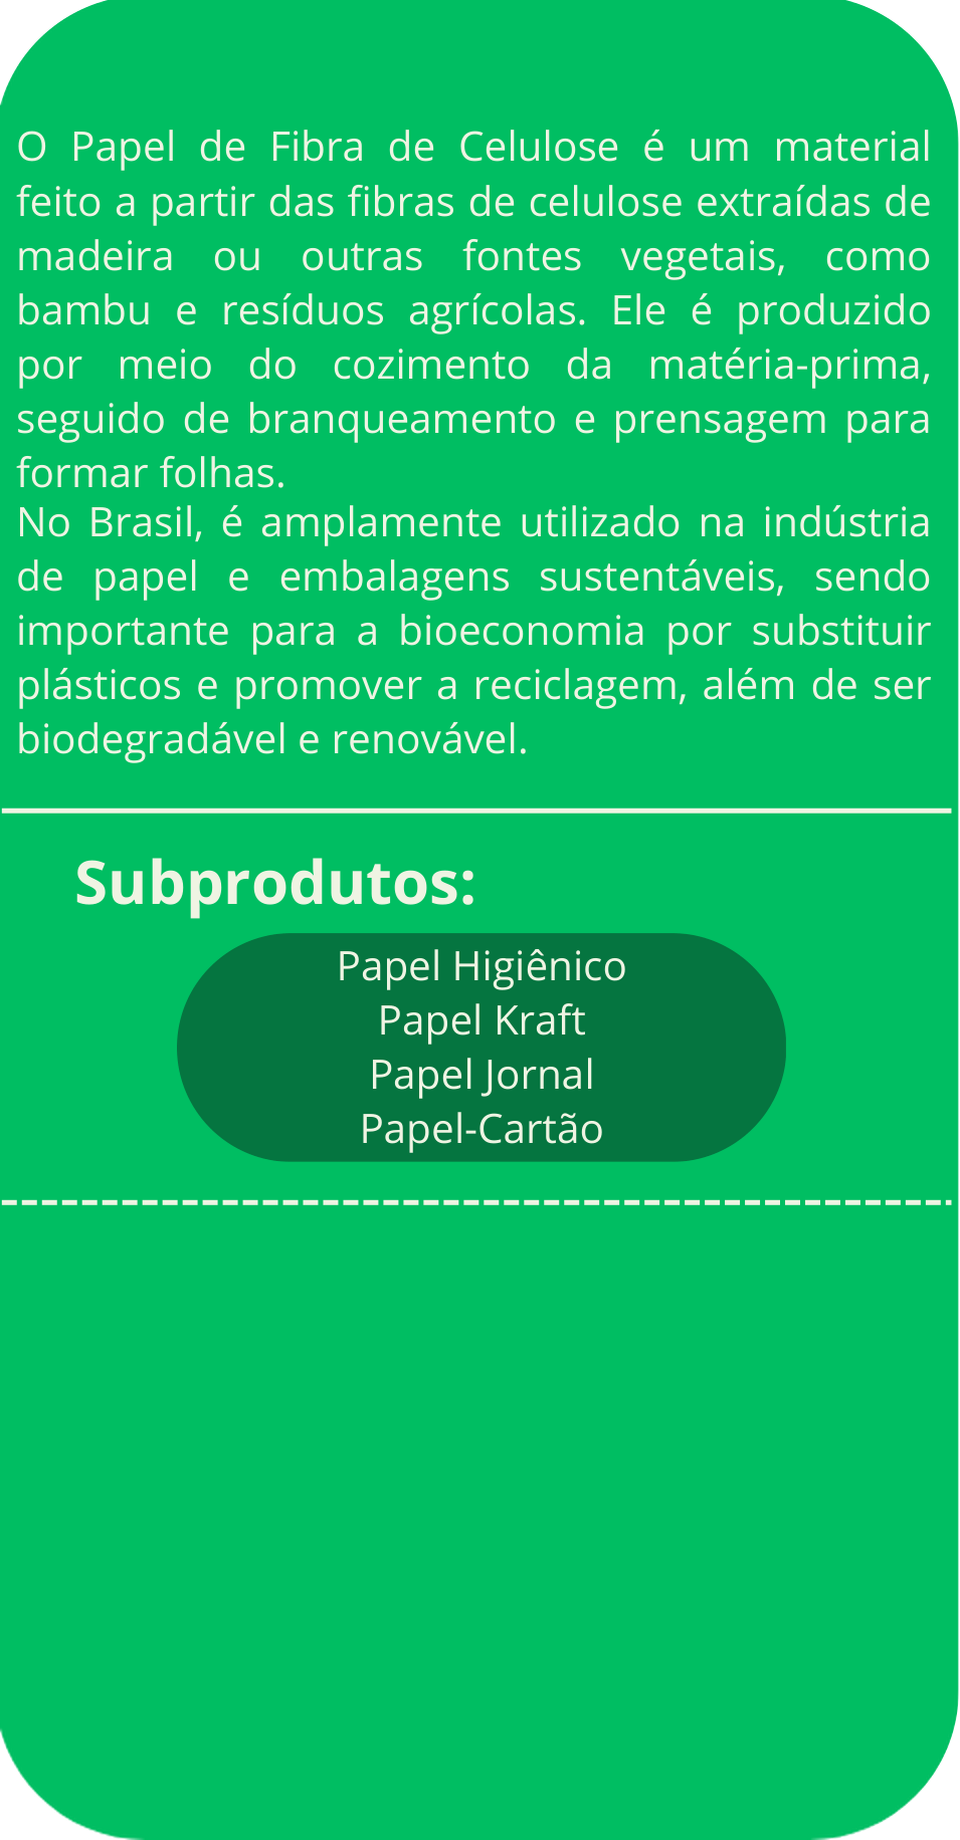 O Papel de Fibra de Celulose é um material
feito a partir das fibras de celulose extraídas de
madeira ou outras fontes vegetais, como
bambu e resíduos agrícolas. Ele é produzido
por meio do cozimento da matéria-prima,
seguido de branqueamento e prensagem para
formar folhas.
No Brasil, é amplamente utilizado na indústria
de papel e embalagens sustentáveis, sendo
importante para a bioeconomia por substituir
plásticos e promover a reciclagem, além de ser
biodegradável e renovável.
Subprodutos:
Papel Higiênico
Papel Kraft
Papel Jornal
Papel-Cartão